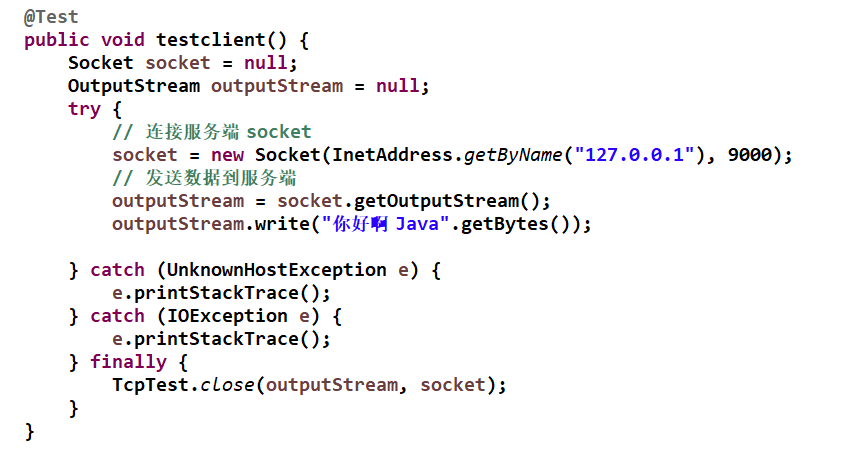 @Test
public void testclient() {
    Socket socket = null;
    OutputStream outputStream = null;
    try {
        // 连接服务端 socket
        socket = new Socket(InetAddress.getByName("127.0.0.1"), 9000);
        // 发送数据到服务端
        outputStream = socket.getOutputStream();
        outputStream.write("你好啊 Java".getBytes());

    } catch (UnknownHostException e) {
        e.printStackTrace();
    } catch (IOException e) {
        e.printStackTrace();
    } finally {
        TcpTest.close(outputStream, socket);
    }
}